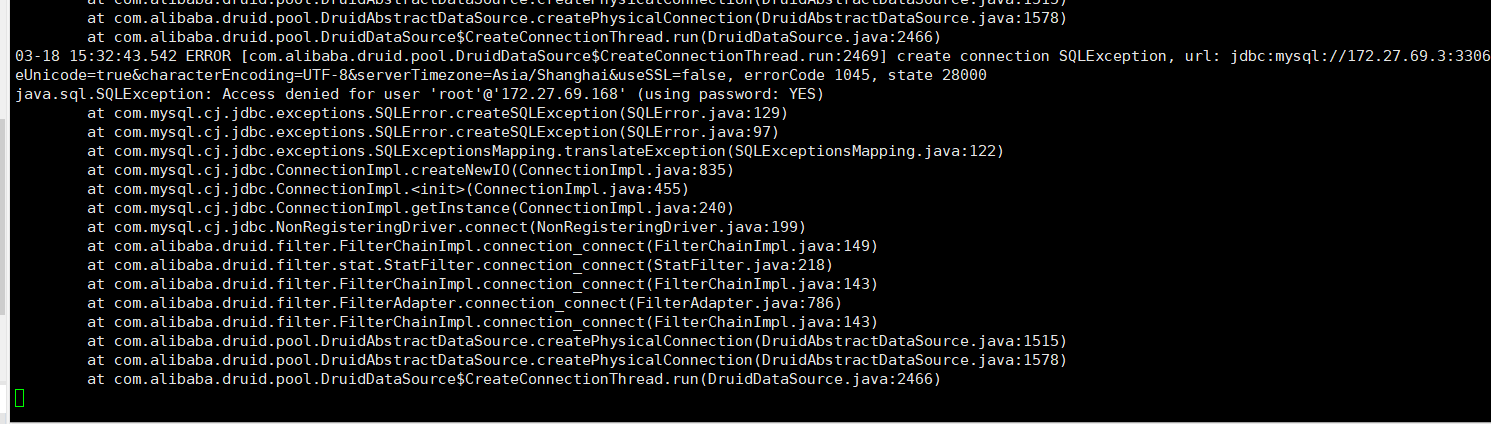 at com.alibaba.druid.pool.DruidAbstractDataSource.createPhysicalConnection(DruidAbstractDataSource.java:1515)
at com.alibaba.druid.pool.DruidAbstractDataSource.createPhysicalConnection(DruidAbstractDataSource.java:1578)
at com.alibaba.druid.pool.DruidDataSource$CreateConnectionThread.run(DruidDataSource.java:2466)
03-18 15:32:43.542 ERROR [com.alibaba.druid.pool.DruidDataSource$CreateConnectionThread.run:2469] create connection SQLException, url: jdbc:mysql://172.27.69.3:3306
eUnicode=true&characterEncoding=UTF-8&serverTimezone=Asia/Shanghai&useSSL=false, errorCode 1045, state 28000
java.sql.SQLException: Access denied for user 'root'@'172.27.69.168' (using password: YES)
at com.mysql.cj.jdbc.exceptions.SQLError.createSQLException(SQLError.java:129)
at com.mysql.cj.jdbc.exceptions.SQLError.createSQLException(SQLError.java:97)
at com.mysql.cj.jdbc.exceptions.SQLExceptionsMapping.translateException(SQLExceptionsMapping.java:122)
at com.mysql.cj.jdbc.ConnectionImpl.createNewIO(ConnectionImpl.java:835)
at com.mysql.cj.jdbc.ConnectionImpl.<init>(ConnectionImpl.java:455)
at com.mysql.cj.jdbc.ConnectionImpl.getInstance(ConnectionImpl.java:240)
at com.mysql.cj.jdbc.NonRegisteringDriver.connect(NonRegisteringDriver.java:199)
at com.alibaba.druid.filter.FilterChainImpl.connection_connect(FilterChainImpl.java:149)
at com.alibaba.druid.filter.stat.StatFilter.connection_connect(StatFilter.java:218)
at com.alibaba.druid.filter.FilterChainImpl.connection_connect(FilterChainImpl.java:143)
at com.alibaba.druid.filter.FilterAdapter.connection_connect(FilterAdapter.java:786)
at com.alibaba.druid.filter.FilterChainImpl.connection_connect(FilterChainImpl.java:143)
at com.alibaba.druid.pool.DruidAbstractDataSource.createPhysicalConnection(DruidAbstractDataSource.java:1515)
at com.alibaba.druid.pool.DruidAbstractDataSource.createPhysicalConnection(DruidAbstractDataSource.java:1578)
at com.alibaba.druid.pool.DruidDataSource$CreateConnectionThread.run(DruidDataSource.java:2466)